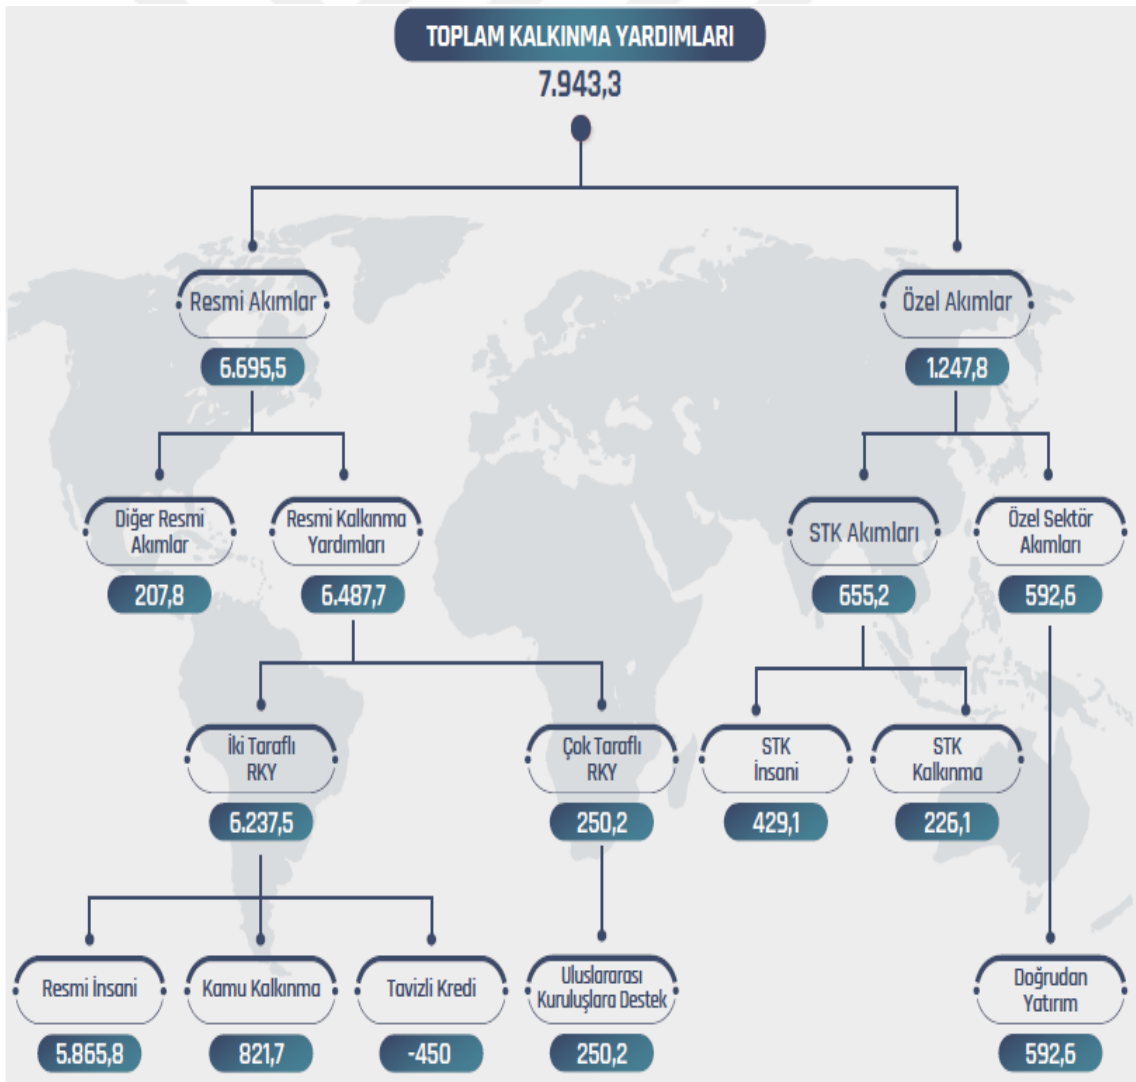 TOPLAM KALKINMA YARDIMLARI
7.943,3
Resmi Akımlar
6.695,5
Özel Akımlar
1.247,8
Diğer Resmi
Akımlar
207,8
Resmi Kalkınma
Yardımları
6.487,7
STK Akımları
655,2
Özel Sektör
Akımları
592,6
İki Taraflı
RKY
6.237,5
Çok Taraflı
RKY
250,2
STK
İnsani
429,1
STK
Kalkınma
226,1
Resmi İnsani
5.865,8
Kamu Kalkınma
821,7
Tavizli Kredi
-450
Uluslararası
Kuruluşlara Destek
250,2
Doğrudan
Yatırım
592,6